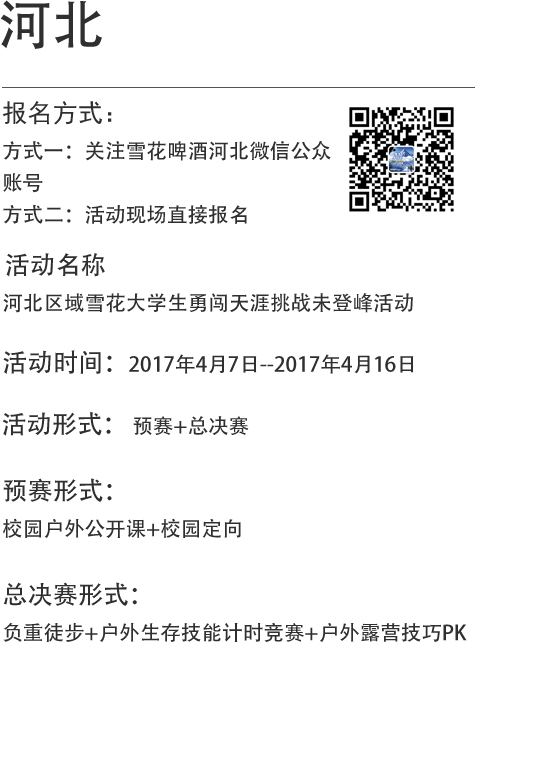 河北
报名方式：
方式一：关注雪花啤酒河北微信公众
账号
方式二：活动现场直接报名
活动名称
河北区域雪花大学生勇闯天涯挑战未登峰活动
活动时间：2017年4月7日--2017年4月16日
活动形式： 预赛+总决赛
预赛形式：
校园户外公开课+校园定向
总决赛形式：
负重徒步+户外生存技能计时竞赛+户外露营技巧PK